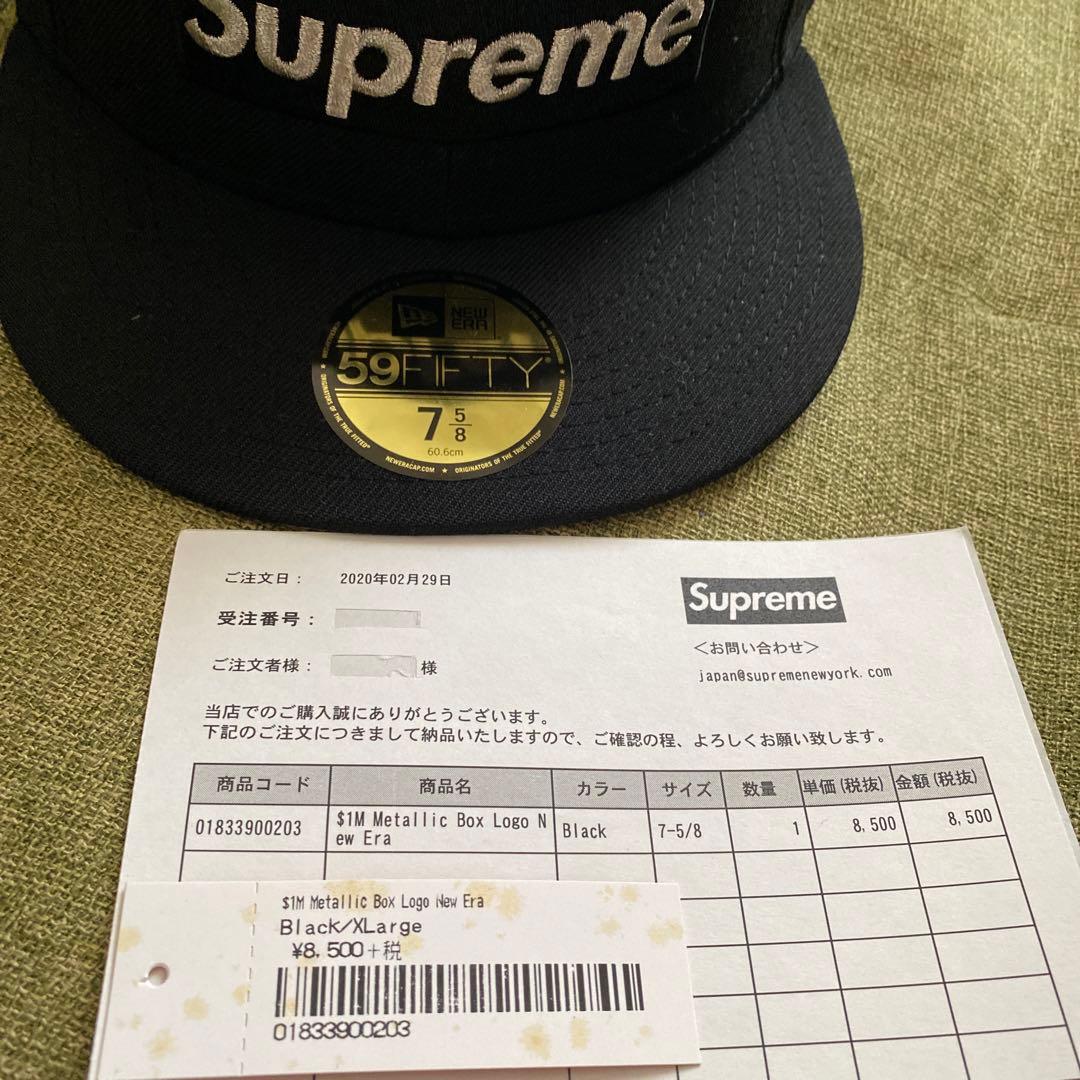 Supreme
NEW ERA
59FIFTY
7 5/8
60.6cm
NEWERACAP.COM ★ ORIGINATORS OF THE TRUE FITTED
ご注文日： 2020年02月29日
受注番号：
ご注文者様： 様
Supreme
＜お問い合わせ＞
japan@supremenewyork.com
当店でのご購入誠にありがとうございます。
下記のご注文につきまして納品いたしますので、ご確認の程、よろしくお願い致します。
商品コード 商品名 カラー サイズ 数量 単価(税抜) 金額(税抜)
01833900203 $1M Metallic Box Logo N Black 7-5/8 1 8,500 8,500
ew Era
$1M Metallic Box Logo New Era
Black/XLarge
¥8,500+税
01833900203